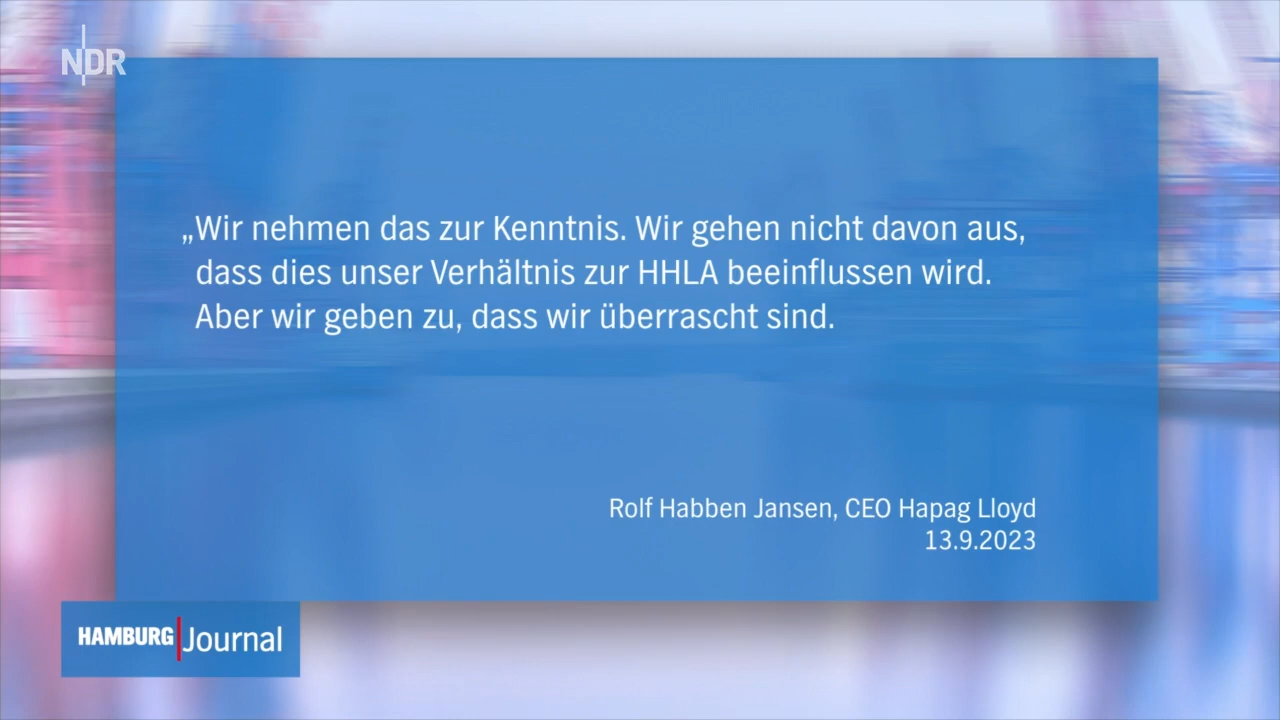 NDR
„Wir nehmen das zur Kenntnis. Wir gehen nicht davon aus,
dass dies unser Verhältnis zur HHLA beeinflussen wird.
Aber wir geben zu, dass wir überrascht sind.
Rolf Habben Jansen, CEO Hapag Lloyd
13.9.2023
HAMBURG Journal